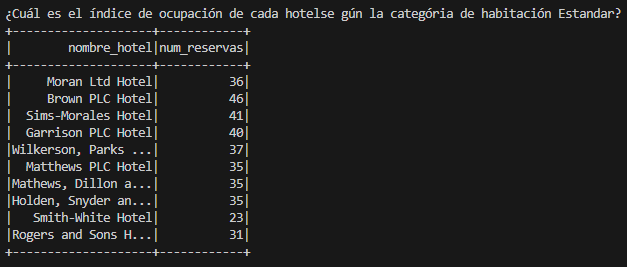 ¿Cuál es el índice de ocupación de cada hotelse gún la categória de habitación Estandar?
+--------------------+------------+
|        nombre_hotel|num_reservas|
+--------------------+------------+
|     Moran Ltd Hotel|          36|
|     Brown PLC Hotel|          46|
|  Sims-Morales Hotel|          41|
|  Garrison PLC Hotel|          40|
|Wilkerson, Parks ...|          37|
|  Matthews PLC Hotel|          35|
|Mathews, Dillon a...|          35|
|Holden, Snyder an...|          35|
|   Smith-White Hotel|          23|
|Rogers and Sons H...|          31|
+--------------------+------------+